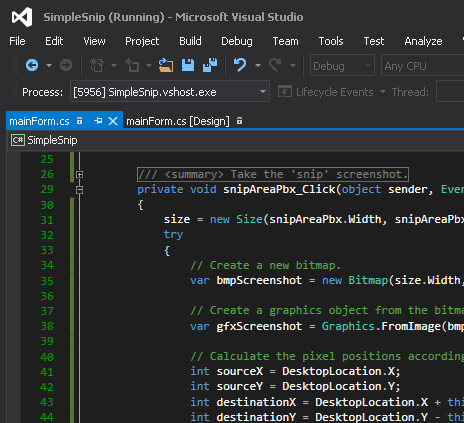 SimpleSnip (Running) - Microsoft Visual Studio
File Edit View Project Build Debug Team Tools Test Analyze
Debug Any CPU
Process: [5956] SimpleSnip.vshost.exe Lifecycle Events Thread:
mainForm.cs mainForm.cs [Design]
C# SimpleSnip
25
26 /// <summary> Take the 'snip' screenshot.
29 private void snipAreaPbx_Click(object sender, Even
30 {
31 size = new Size(snipAreaPbx.Width, snipAreaPb
32 try
33 {
34 // Create a new bitmap.
35 var bmpScreenshot = new Bitmap(size.Width,
36
37 // Create a graphics object from the bitma
38 var gfxScreenshot = Graphics.FromImage(bmp
39
40 // Calculate the pixel positions accordin
41 int sourceX = DesktopLocation.X;
42 int sourceY = DesktopLocation.Y;
43 int destinationX = DesktopLocation.X + thi
44 int destinationY = DesktopLocation.Y - thi